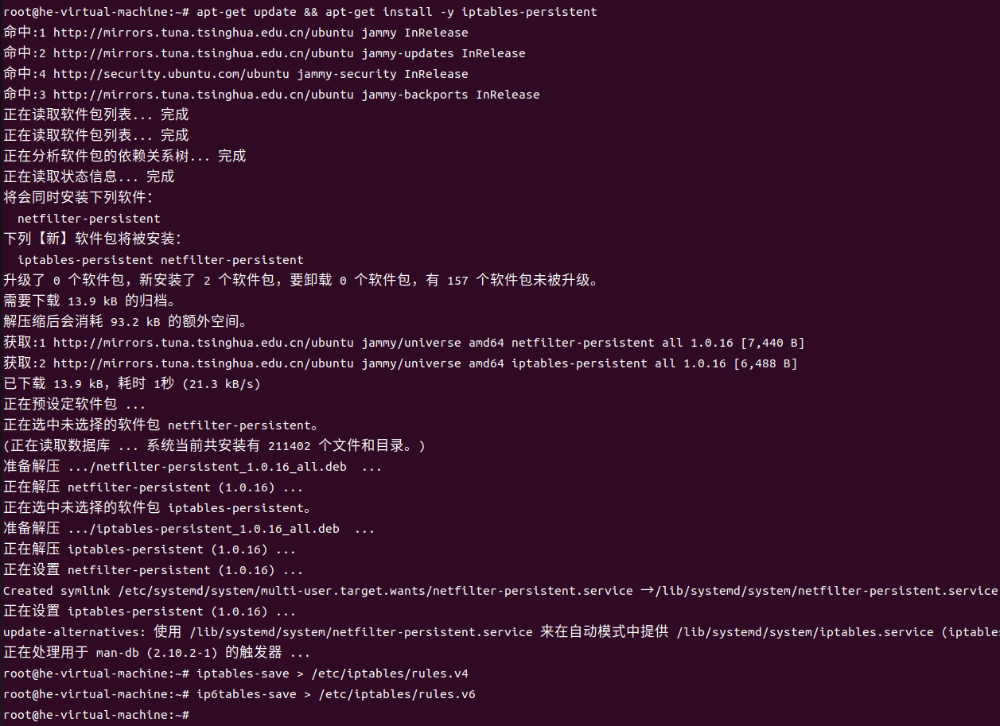 root@he-virtual-machine:~# apt-get update && apt-get install -y iptables-persistent
命中:1 http://mirrors.tuna.tsinghua.edu.cn/ubuntu jammy InRelease
命中:2 http://mirrors.tuna.tsinghua.edu.cn/ubuntu jammy-updates InRelease
命中:4 http://security.ubuntu.com/ubuntu jammy-security InRelease
命中:3 http://mirrors.tuna.tsinghua.edu.cn/ubuntu jammy-backports InRelease
正在读取软件包列表... 完成
正在读取软件包列表... 完成
正在分析软件包的依赖关系树... 完成
正在读取状态信息... 完成
将会同时安装下列软件：
  netfilter-persistent
下列【新】软件包将被安装：
  iptables-persistent netfilter-persistent
升级了 0 个软件包，新安装了 2 个软件包，要卸载 0 个软件包，有 157 个软件包未被升级。
需要下载 13.9 kB 的归档。
解压缩后会消耗 93.2 kB 的额外空间。
获取:1 http://mirrors.tuna.tsinghua.edu.cn/ubuntu jammy/universe amd64 netfilter-persistent all 1.0.16 [7,440 B]
获取:2 http://mirrors.tuna.tsinghua.edu.cn/ubuntu jammy/universe amd64 iptables-persistent all 1.0.16 [6,488 B]
已下载 13.9 kB，耗时 1秒 (21.3 kB/s)
正在预设定软件包 ...
正在选中未选择的软件包 netfilter-persistent。
(正在读取数据库 ... 系统当前共安装有 211402 个文件和目录。)
准备解压 .../netfilter-persistent_1.0.16_all.deb  ...
正在解压 netfilter-persistent (1.0.16) ...
正在选中未选择的软件包 iptables-persistent。
准备解压 .../iptables-persistent_1.0.16_all.deb  ...
正在解压 iptables-persistent (1.0.16) ...
正在设置 netfilter-persistent (1.0.16) ...
Created symlink /etc/systemd/system/multi-user.target.wants/netfilter-persistent.service →/lib/systemd/system/netfilter-persistent.service
正在设置 iptables-persistent (1.0.16) ...
update-alternatives: 使用 /lib/systemd/system/netfilter-persistent.service 来在自动模式中提供 /lib/systemd/system/iptables.service (iptables
正在处理用于 man-db (2.10.2-1) 的触发器 ...
root@he-virtual-machine:~# iptables-save > /etc/iptables/rules.v4
root@he-virtual-machine:~# ip6tables-save > /etc/iptables/rules.v6
root@he-virtual-machine:~#